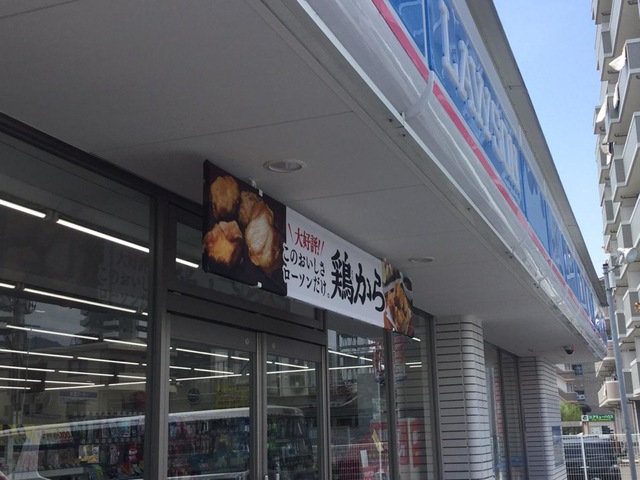 LAWSON
＼大好評!!
このおいしさ
ローソンだけ。
鶏から